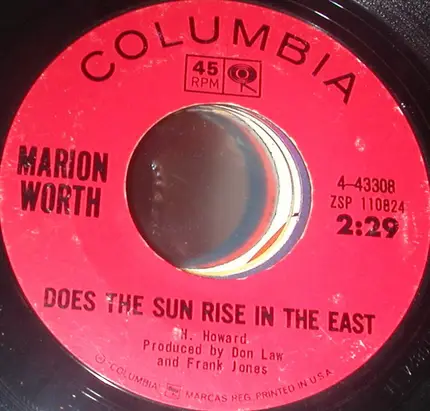 COLUMBIA
45
RPM
MARION
WORTH
4-43308
ZSP 110824
2:29
DOES THE SUN RISE IN THE EAST
H. Howard
Produced by Don Law
and Frank Jones
© COLUMBIA MARCAS REG. PRINTED IN U.S.A.